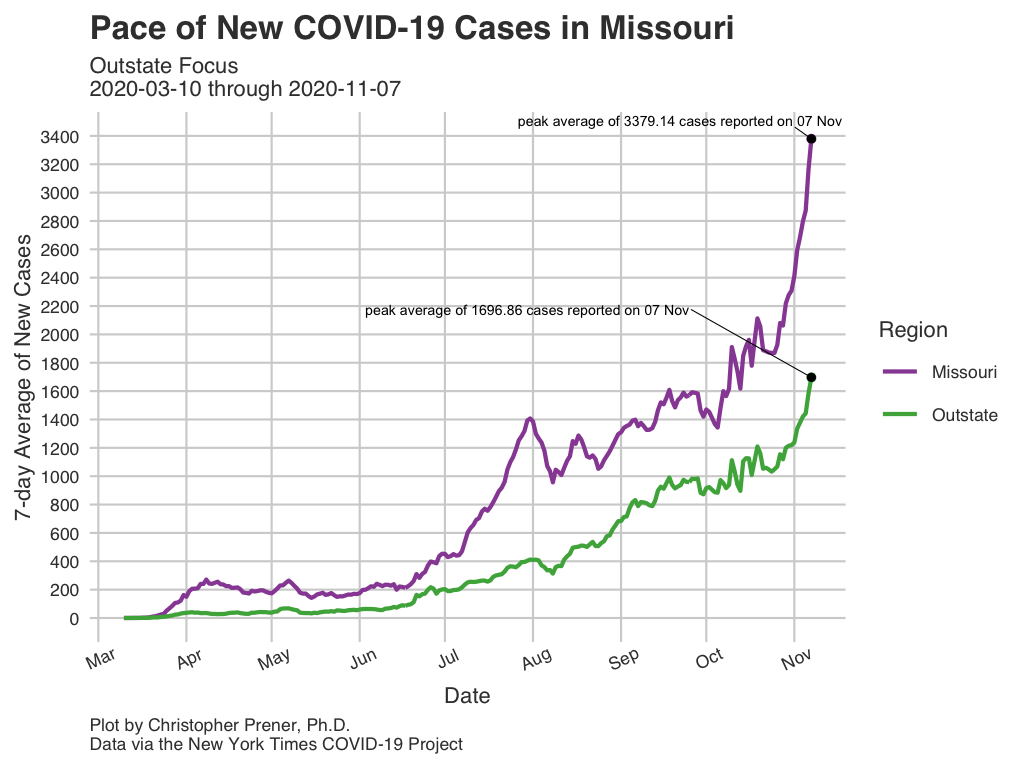 Pace of New COVID-19 Cases in Missouri
Outstate Focus
2020-03-10 through 2020-11-07
peak average of 3379.14 cases reported on 07 Nov
peak average of 1696.86 cases reported on 07 Nov
7-day Average of New Cases
3400
3200
3000
2800
2600
2400
2200
2000
1800
1600
1400
1200
1000
800
600
400
200
0
Mar
Apr
May
Jun
Jul
Aug
Sep
Oct
Nov
Date
Region
Missouri
Outstate
Plot by Christopher Prener, Ph.D.
Data via the New York Times COVID-19 Project